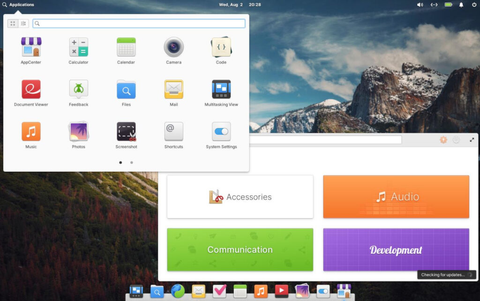 Applications
Wed, Aug 2 20:28
AppCenter
Calculator
Calendar
Camera
Code
Document Viewer
Feedback
Files
Mail
Multitasking View
Music
Photos
Screenshot
Shortcuts
System Settings
Accessories
Audio
Communication
Development
Checking for updates...